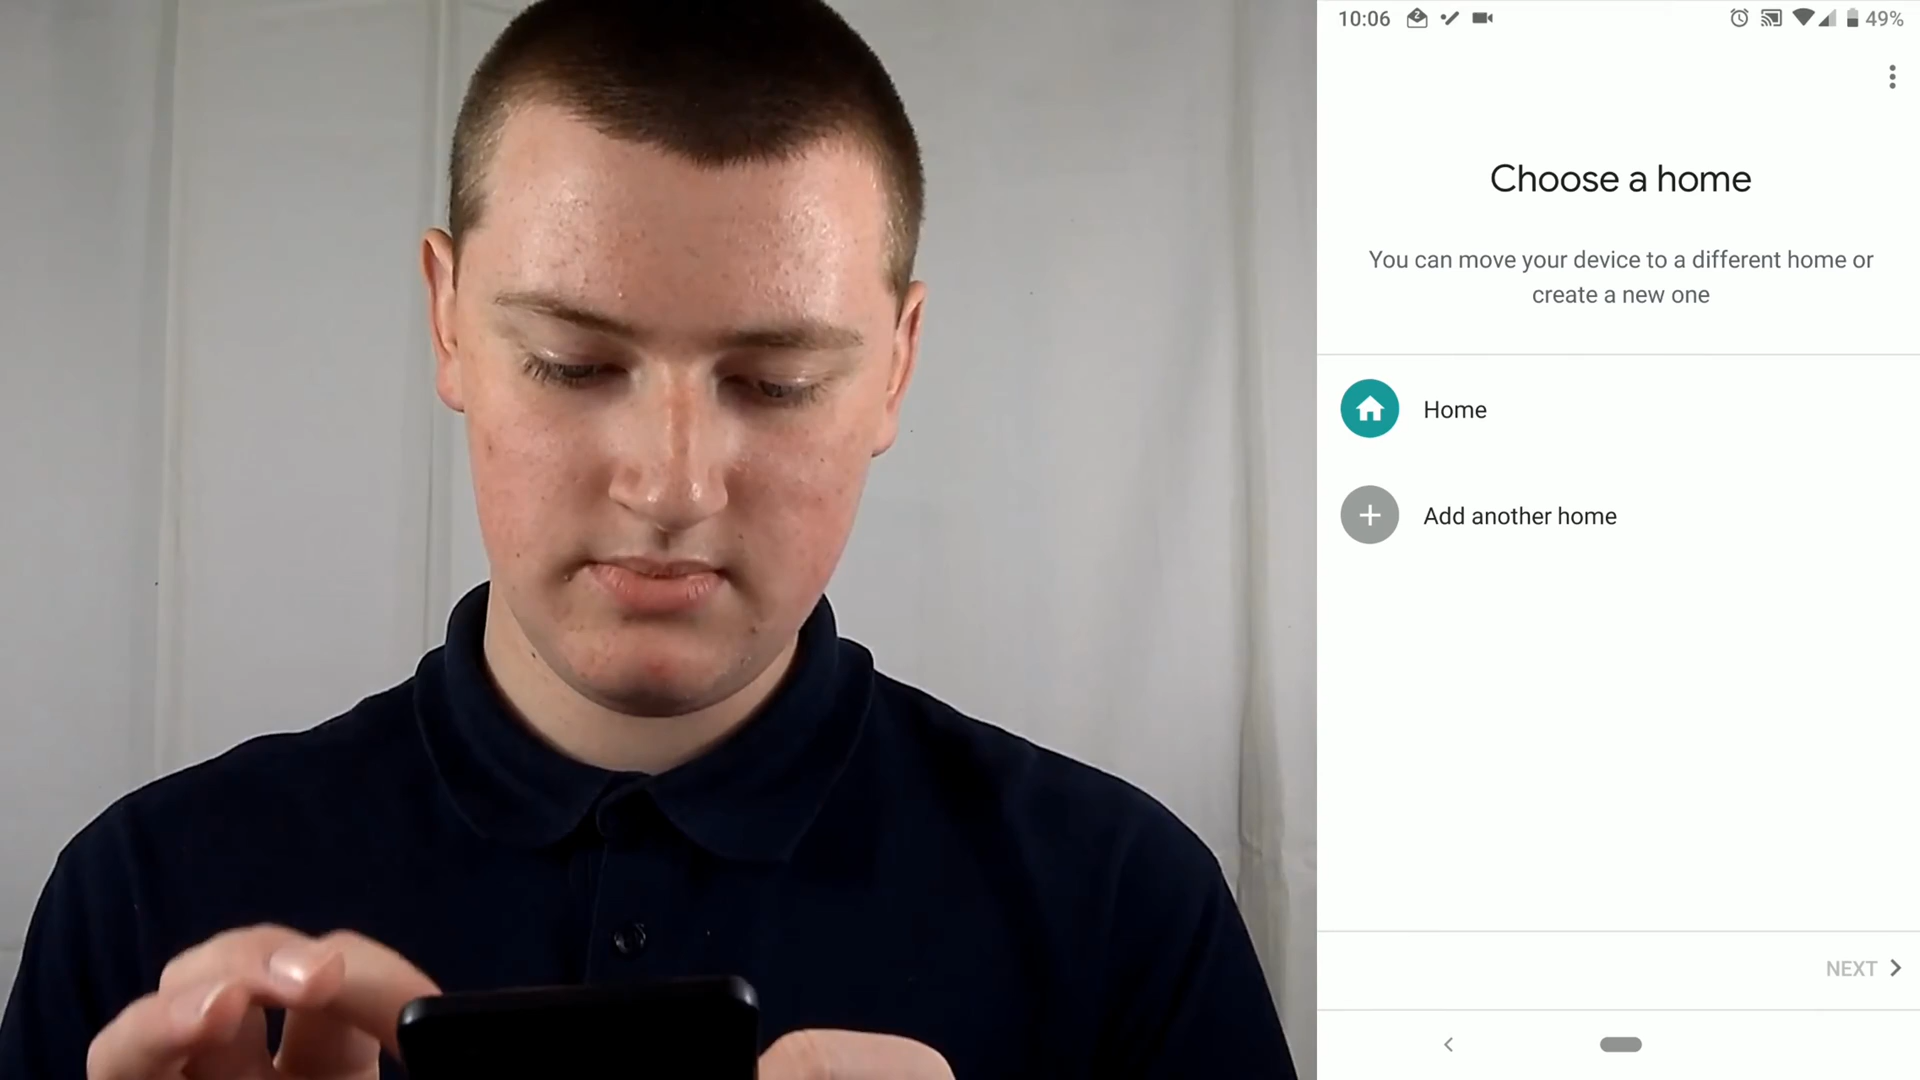 10:06
49%
Choose a home
You can move your device to a different home or
create a new one
Home
Add another home
NEXT